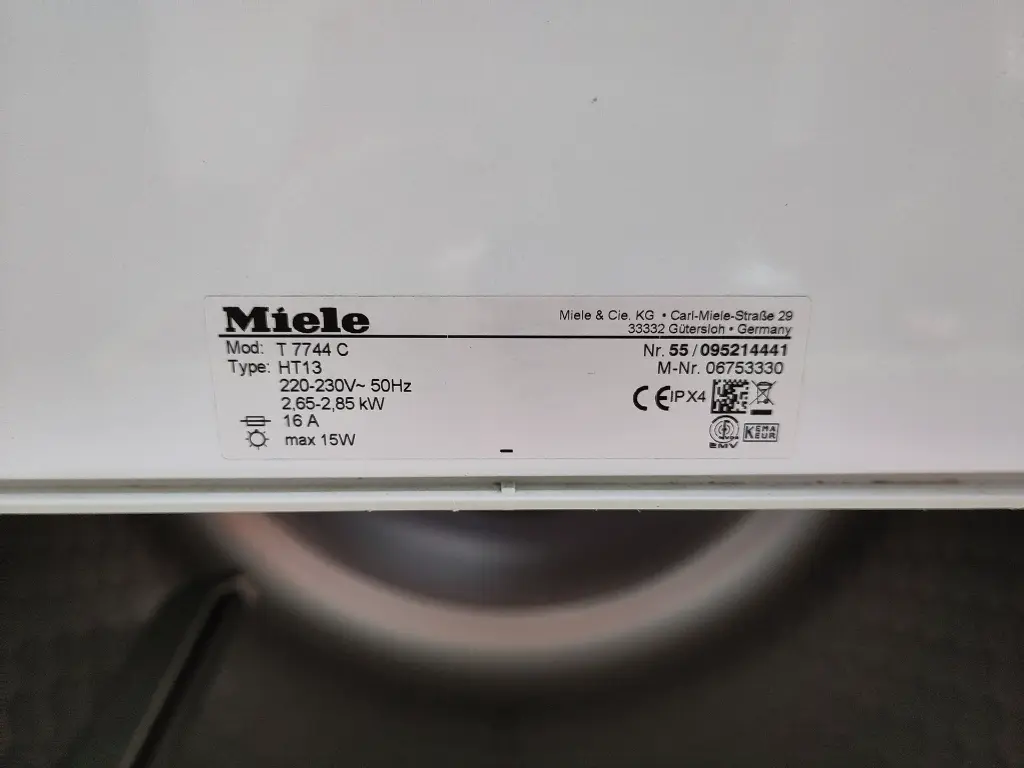 Miele
Miele & Cie. KG • Carl-Miele-Straße 29
33332 Gütersloh • Germany
Mod: T 7744 C
Nr. 55 / 095214441
Type: HT13
M-Nr. 06753330
220-230V~ 50Hz
2,65-2,85 kW
16 A
max 15W
CE IPX4
EMV
KEMA
KEUR